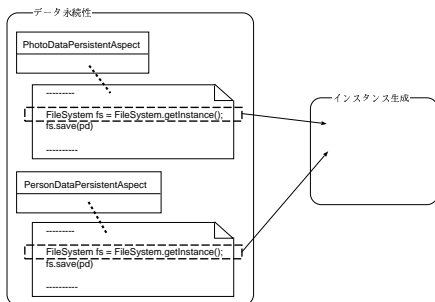 データ永続性
PhotoDataPersistentAspect
---------
FileSystem fs = FileSystem.getInstance();
fs.save(pd)
----------
インスタンス生成
PersonDataPersistentAspect
---------
FileSystem fs = FileSystem.getInstance();
fs.save(pd)
----------